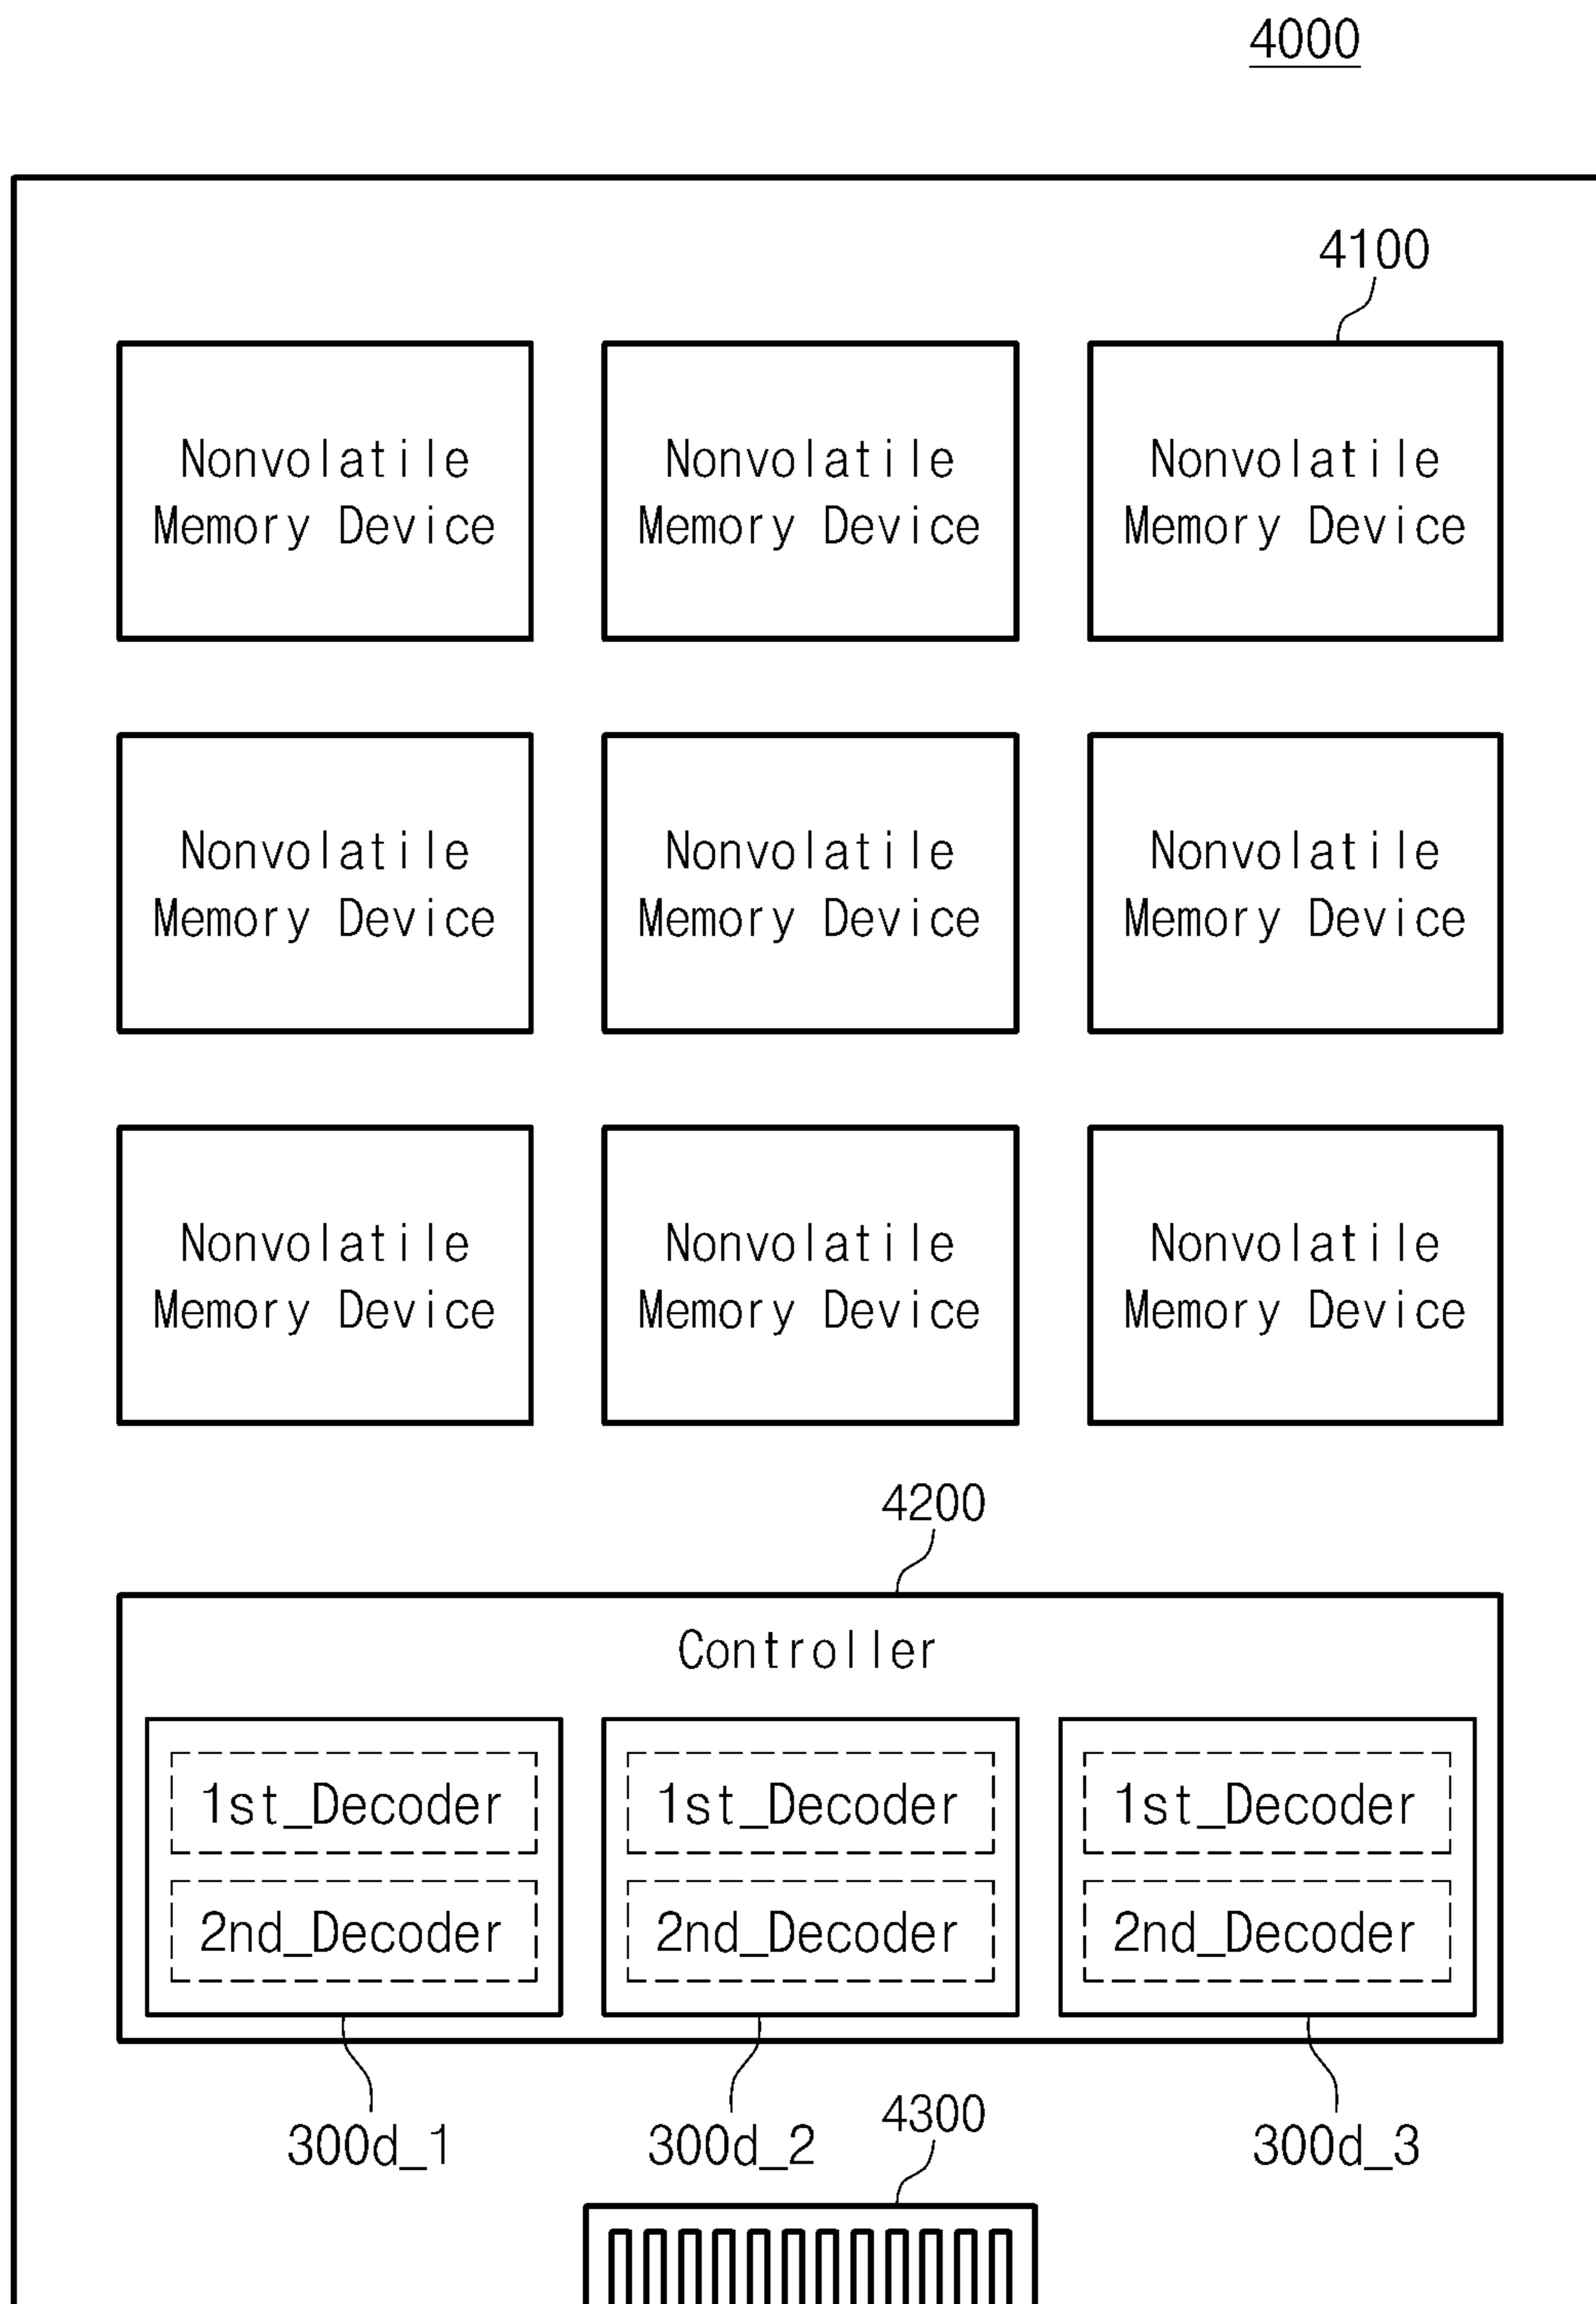 4000
4100
Nonvolatile
Memory Device
Nonvolatile
Memory Device
Nonvolatile
Memory Device
Nonvolatile
Memory Device
Nonvolatile
Memory Device
Nonvolatile
Memory Device
Nonvolatile
Memory Device
Nonvolatile
Memory Device
Nonvolatile
Memory Device
4200
Controller
1st_Decoder
2nd_Decoder
1st_Decoder
2nd_Decoder
1st_Decoder
2nd_Decoder
300d_1
300d_2
4300
300d_3